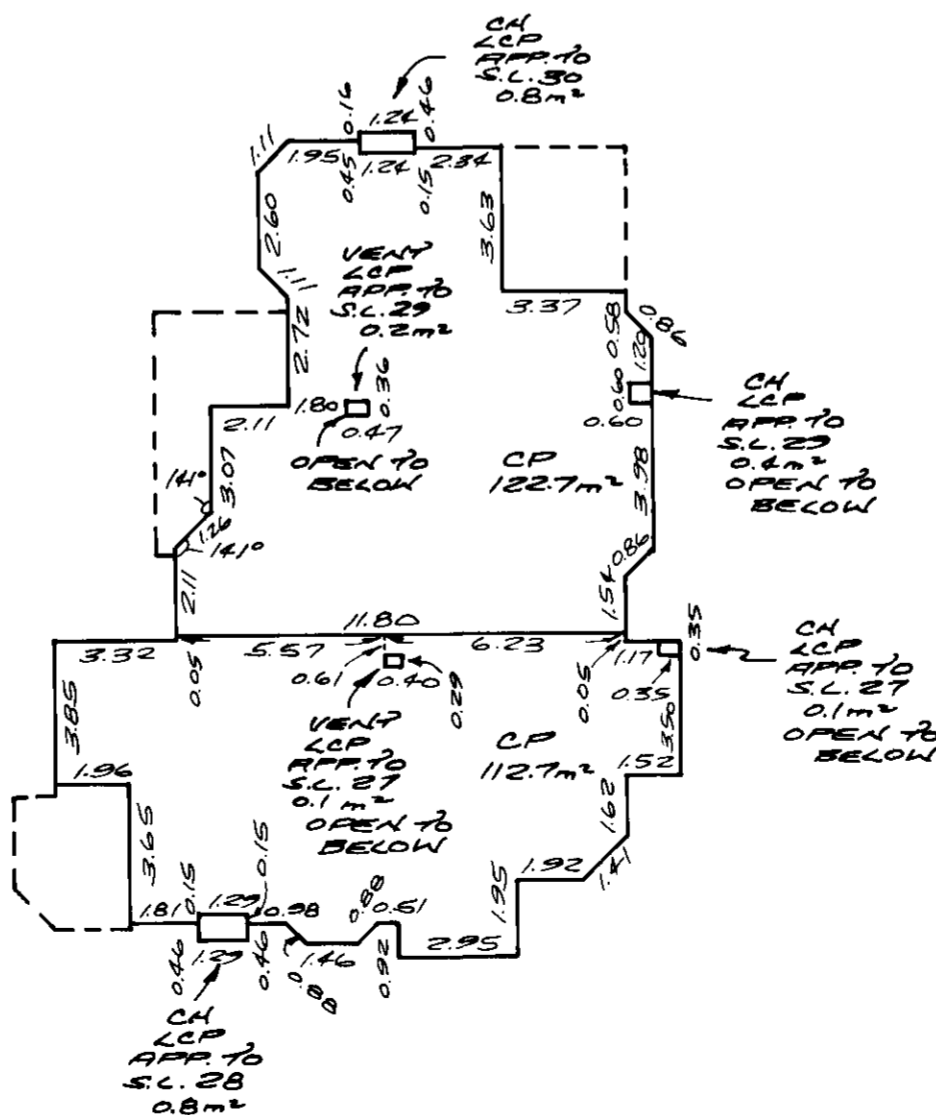 CH
LCP
APP. TO
S.L. 30
0.8m²
0.16
1.24
0.46
1.11
1.95
0.45
1.24
0.15
2.34
2.60
3.63
VENT
LCP
APP. TO
S.L. 29
0.2m²
1.11
2.72
3.37
0.58
0.86
1.20
2.11
1.80
0.36
0.47
OPEN TO
BELOW
0.60
0.60
CH
LCP
APP. TO
S.L. 29
0.4m²
OPEN TO
BELOW
CP
122.7m²
3.07
141°
1.26
141°
3.98
0.86
2.11
1.54
11.80
3.32
0.05
5.57
6.23
0.05
1.17
0.35
0.35
CH
LCP
APP. TO
S.L. 27
0.1m²
OPEN TO
BELOW
0.61
0.40
0.29
VENT
LCP
APP. TO
S.L. 27
0.1 m²
OPEN TO
BELOW
CP
112.7m²
3.50
3.85
1.96
1.52
1.62
3.65
1.92
1.41
1.95
1.81
0.15
1.29
0.15
0.98
0.88
0.51
0.46
1.29
0.46
0.88
1.46
0.92
2.95
CH
LCP
APP. TO
S.L. 28
0.8m²